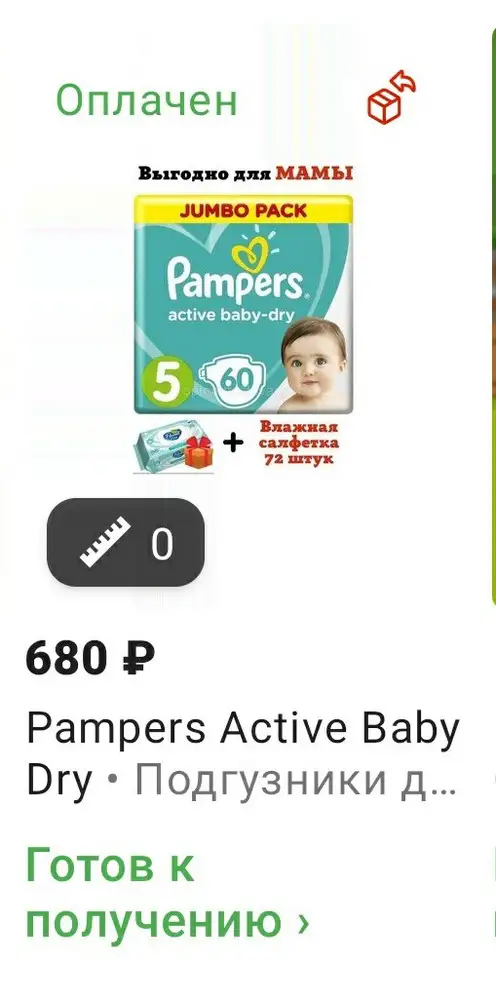 Оплачен
Выгодно для МАМЫ
JUMBO PACK
Pampers
active baby-dry
5
60
+
Влажная
салфетка
72 штук
0
680 ₽
Pampers Active Baby
Dry • Подгузники д...
Готов к
получению ›